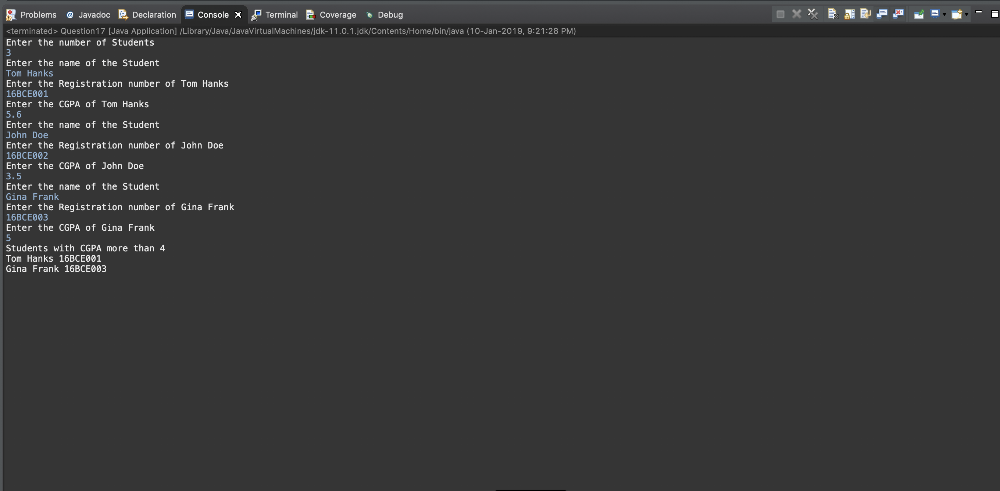 Problems Javadoc Declaration Console Terminal Coverage Debug
<terminated> Question17 [Java Application] /Library/Java/JavaVirtualMachines/jdk-11.0.1.jdk/Contents/Home/bin/java (10-Jan-2019, 9:21:28 PM)
Enter the number of Students
3
Enter the name of the Student
Tom Hanks
Enter the Registration number of Tom Hanks
16BCE001
Enter the CGPA of Tom Hanks
5.6
Enter the name of the Student
John Doe
Enter the Registration number of John Doe
16BCE002
Enter the CGPA of John Doe
3.5
Enter the name of the Student
Gina Frank
Enter the Registration number of Gina Frank
16BCE003
Enter the CGPA of Gina Frank
5
Students with CGPA more than 4
Tom Hanks 16BCE001
Gina Frank 16BCE003